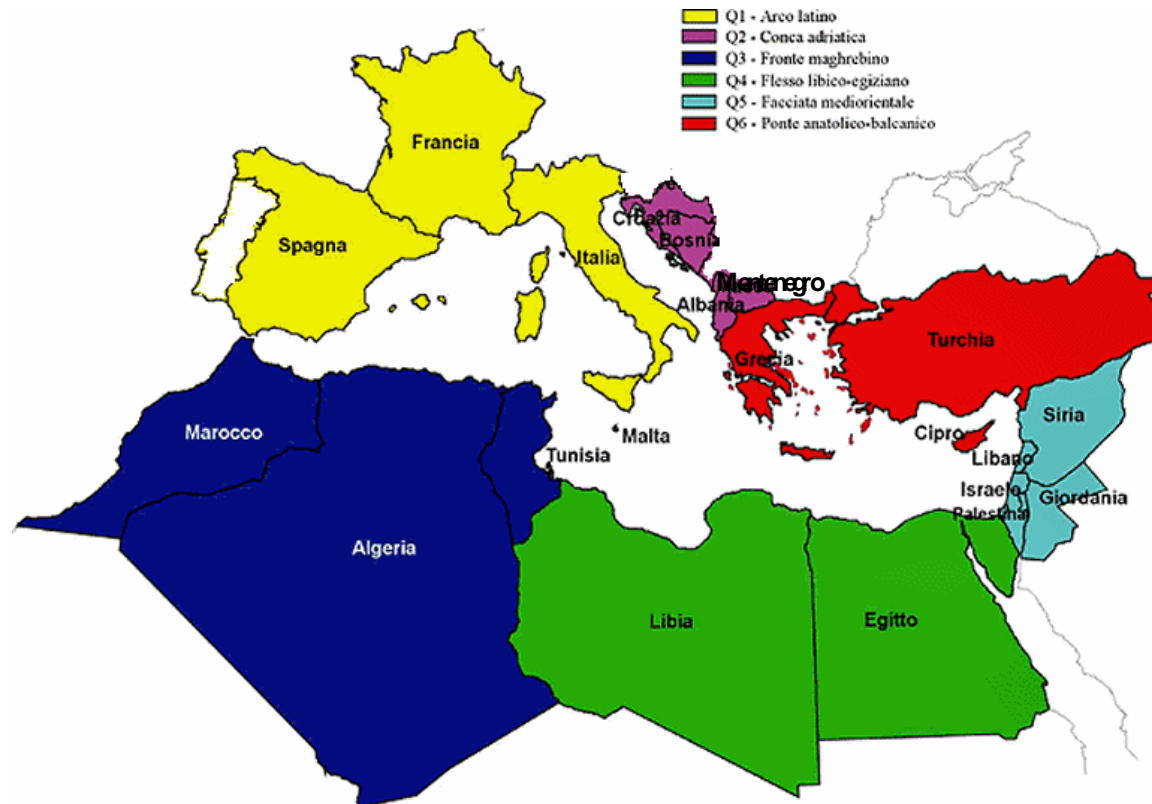 Q1 - Arco latino
Q2 - Conca adriatica
Q3 - Fronte maghrebino
Q4 - Flesso libico-egiziano
Q5 - Facciata mediorientale
Q6 - Ponte anatolico-balcanico
Francia
Spagna
Italia
Croazia
Bosnia
Montenegro
Albania
Grecia
Turchia
Marocco
Malta
Cipro
Siria
Tunisia
Libano
Israele
Giordania
Palestina
Algeria
Libia
Egitto